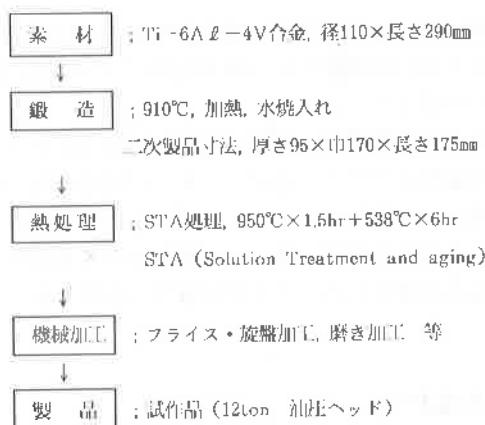 素 材 ; Ti-6Aℓ-4V合金, 径110×長さ290mm
↓
鍛 造 ; 910℃, 加熱, 水焼入れ
二次製品寸法, 厚さ95×巾170×長さ175mm
↓
熱処理 ; STA処理, 950℃×1.5hr+538℃×6hr
STA (Solution Treatment and aging)
↓
機械加工 ; フライス・旋盤加工, 磨き加工 等
↓
製 品 ; 試作品 (12ton 油圧ヘッド)